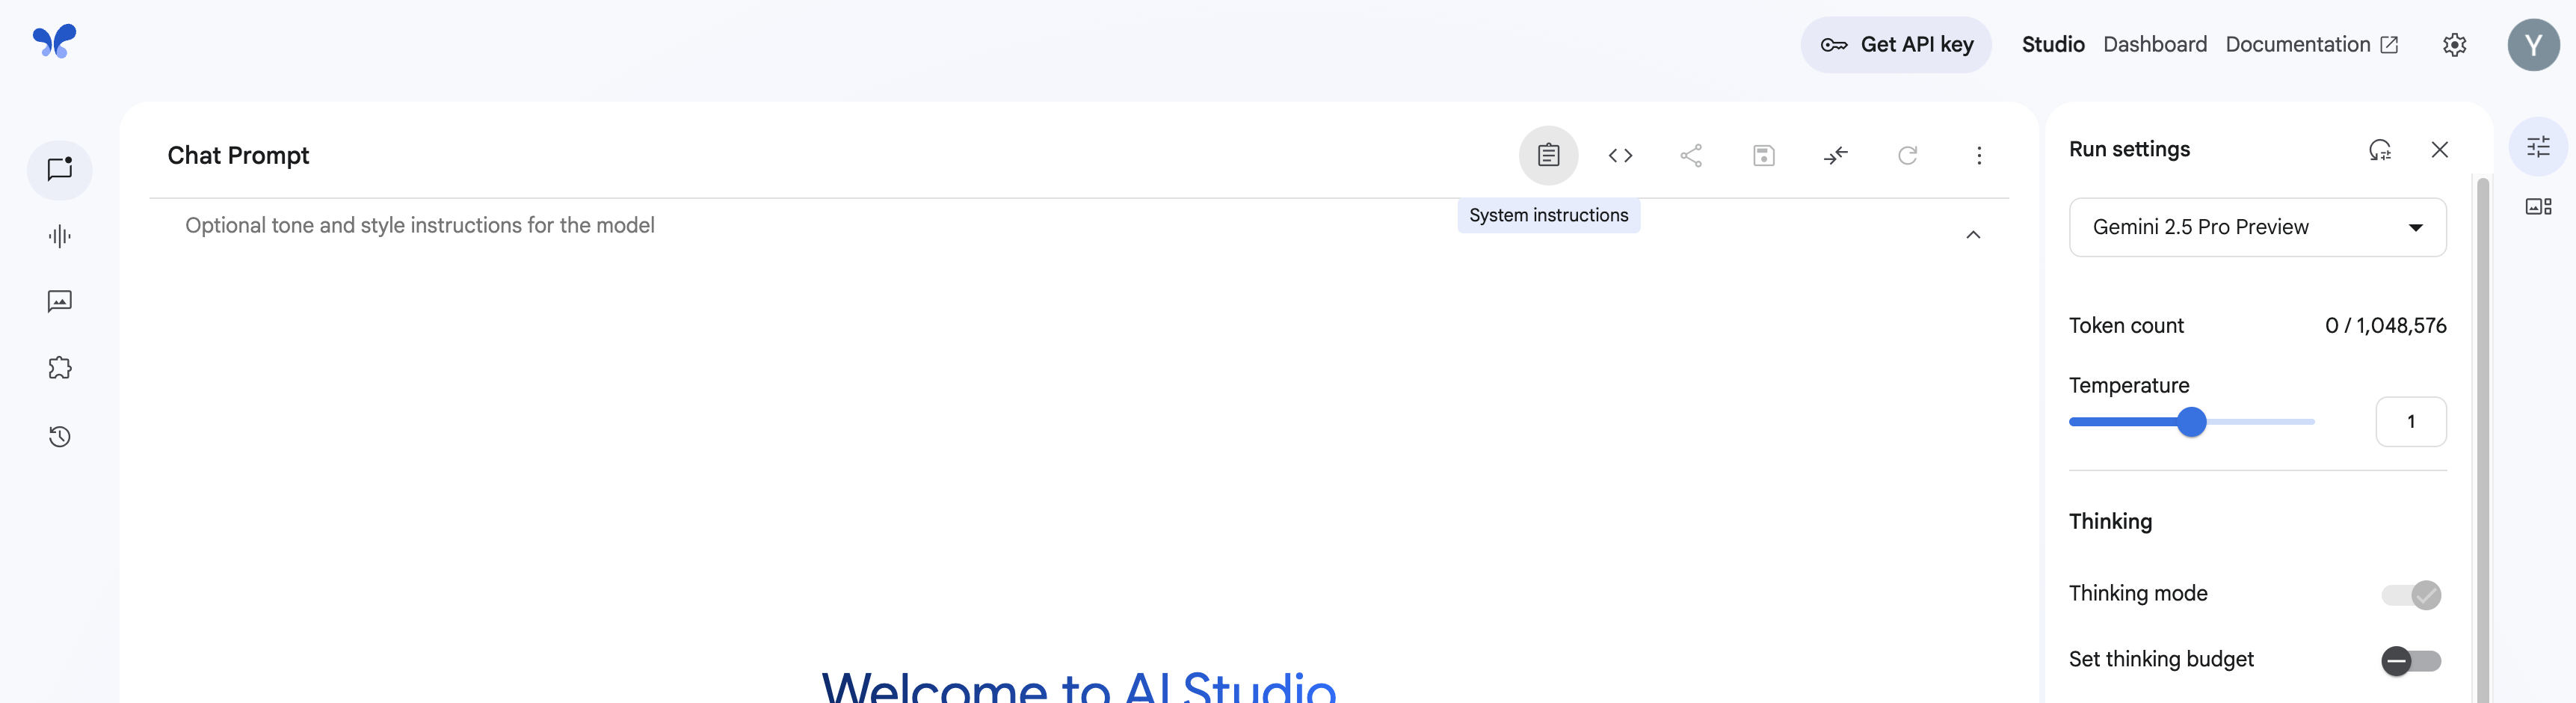 Get API key
Studio
Dashboard
Documentation
Y
Chat Prompt
System instructions
Optional tone and style instructions for the model
Welcome to AI Studio
Run settings
Gemini 2.5 Pro Preview
Token count 0 / 1,048,576
Temperature
1
Thinking
Thinking mode
Set thinking budget